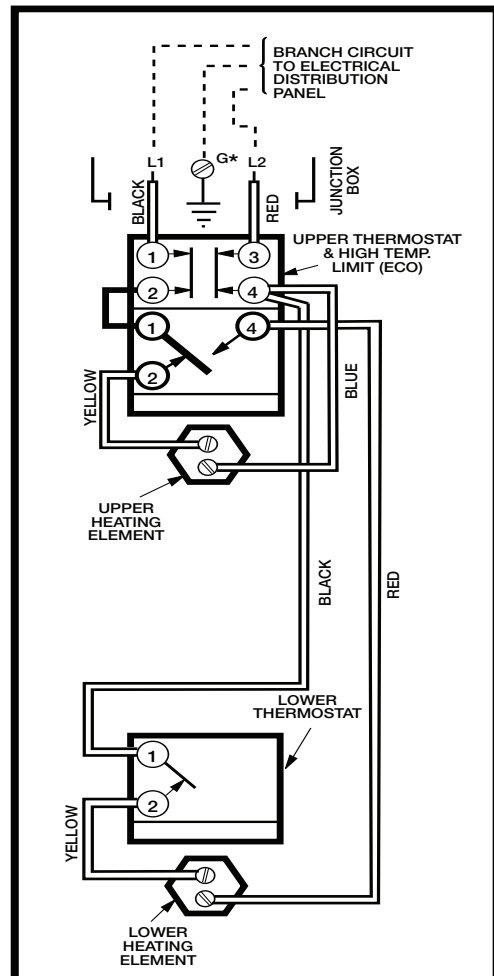 BRANCH CIRCUIT
TO ELECTRICAL
DISTRIBUTION
PANEL
L1
G*
L2
BLACK
RED
JUNCTION
BOX
1
3
2
4
UPPER THERMOSTAT
& HIGH TEMP.
LIMIT (ECO)
1
4
2
YELLOW
BLUE
UPPER
HEATING
ELEMENT
BLACK
RED
LOWER
THERMOSTAT
1
2
YELLOW
LOWER
HEATING
ELEMENT